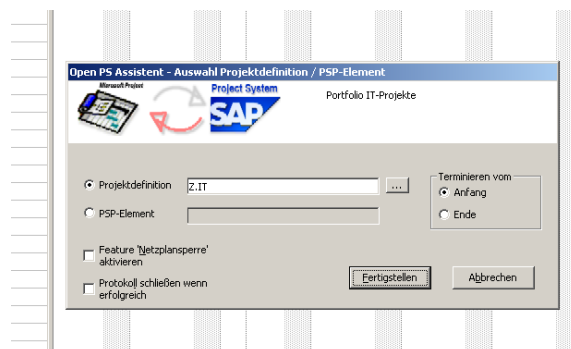 Open PS Assistent - Auswahl Projektdefinition / PSP-Element
Microsoft Project
Project System
SAP
Portfolio IT-Projekte
Projektdefinition
Z.IT
...
PSP-Element
Terminieren vom
Anfang
Ende
Feature 'Netzplansperre'
aktivieren
Protokoll schließen wenn
erfolgreich
Fertigstellen
Abbrechen